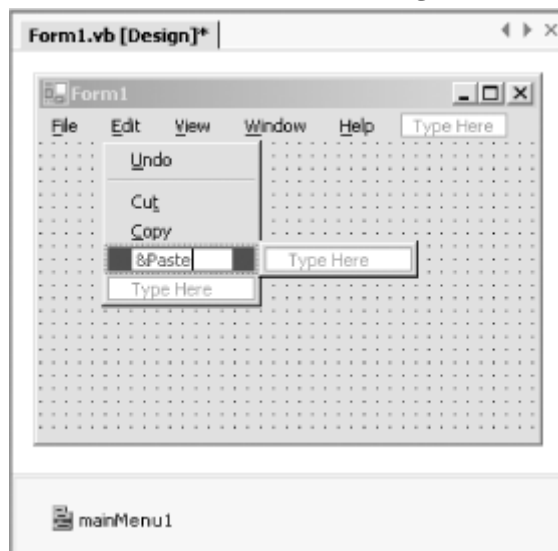 Form1.vb [Design]*
Form1
File Edit View Window Help Type Here
Undo
Cut
Copy
&Paste Type Here
Type Here
mainMenu1